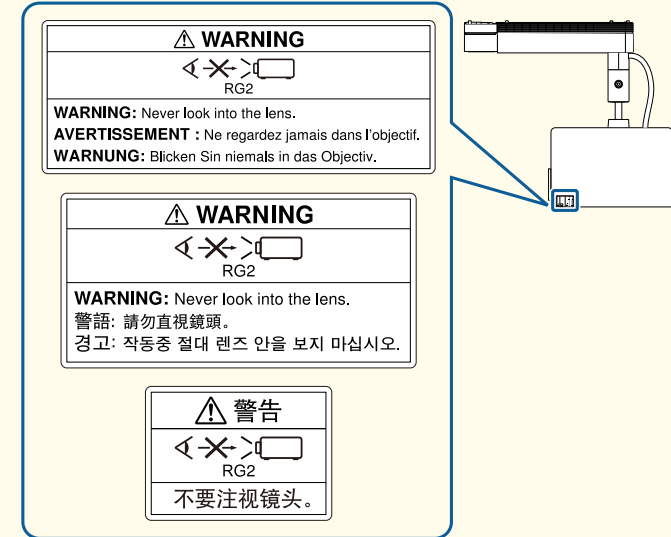 ⚠ WARNING
RG2
WARNING: Never look into the lens.
AVERTISSEMENT : Ne regardez jamais dans l'objectif.
WARNUNG: Blicken Sin niemals in das Objectiv.
⚠ WARNING
RG2
WARNING: Never look into the lens.
警語: 請勿直視鏡頭。
경고: 작동중 절대 렌즈 안을 보지 마십시오.
⚠ 警告
RG2
不要注视镜头。